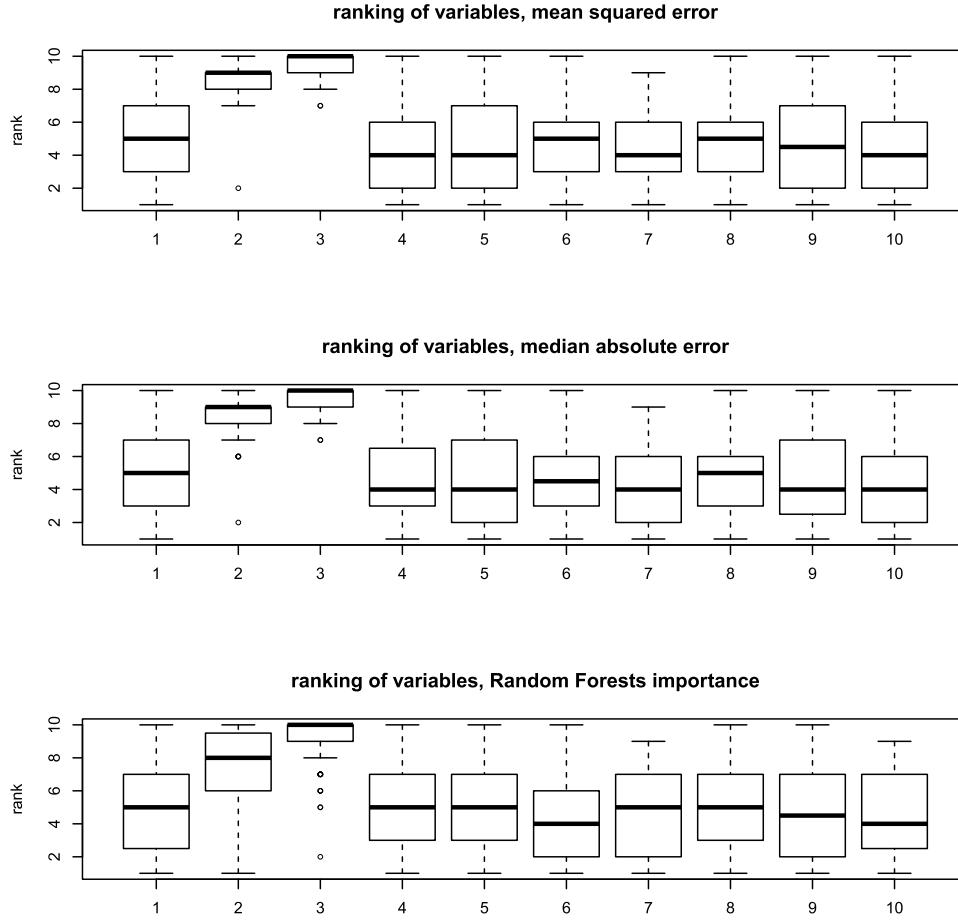 ranking of variables, mean squared error
rank
10
8
6
4
2
1 2 3 4 5 6 7 8 9 10
ranking of variables, median absolute error
rank
10
8
6
4
2
1 2 3 4 5 6 7 8 9 10
ranking of variables, Random Forests importance
rank
10
8
6
4
2
1 2 3 4 5 6 7 8 9 10